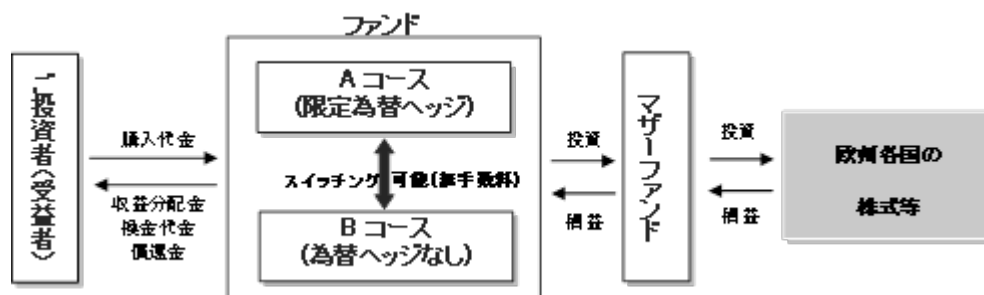 ファンド
投資者(受益者)
購入代金
収益分配金
換金代金
償還金
Aコース
(限定為替ヘッジ)
スイッチング 可能(無手数料)
Bコース
(為替ヘッジなし)
投資
損益
マザーファンド
投資
損益
欧州各国の
株式等